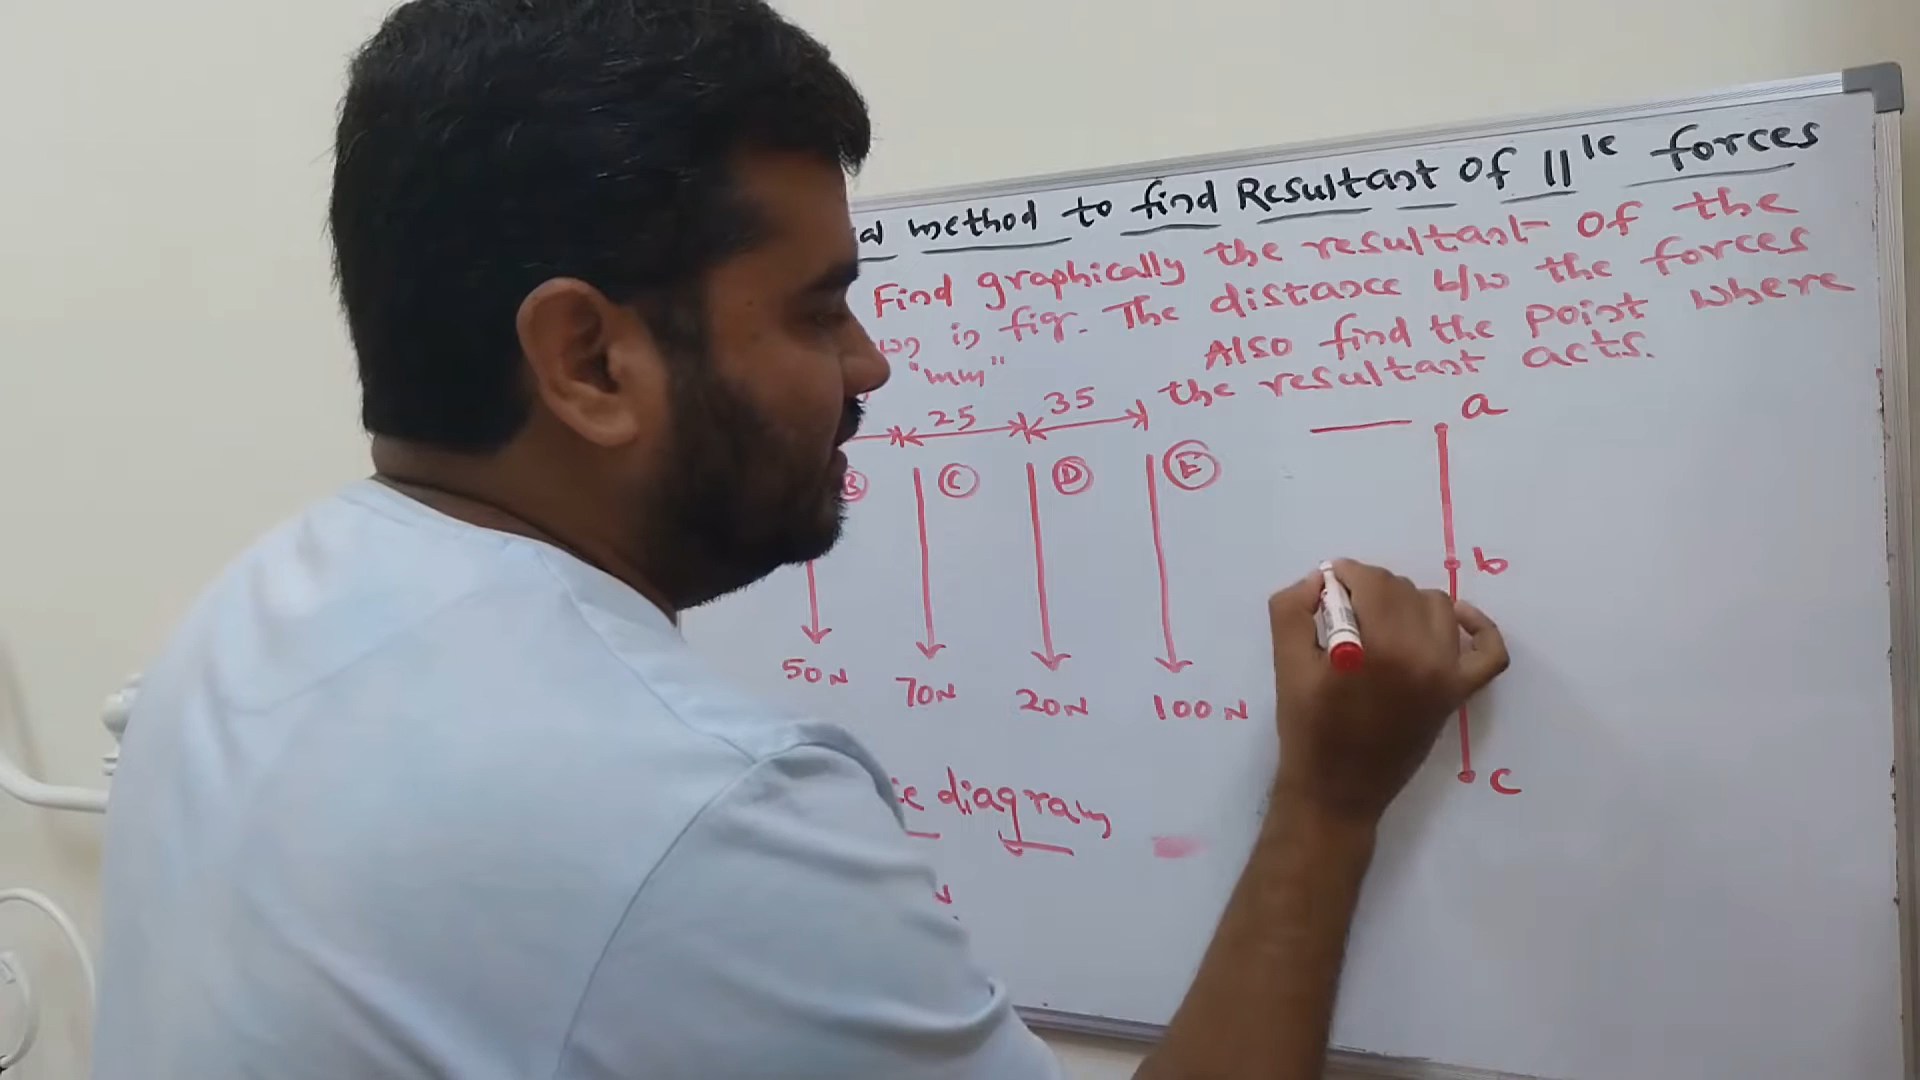 method to find Resultant of ||le forces
Find graphically the resultant of the
in fig. The distance b/w the forces
"mm" Also find the point where
the resultant acts.
25 35
a
B C D E
b
50N 70N 20N 100N
c
diagram